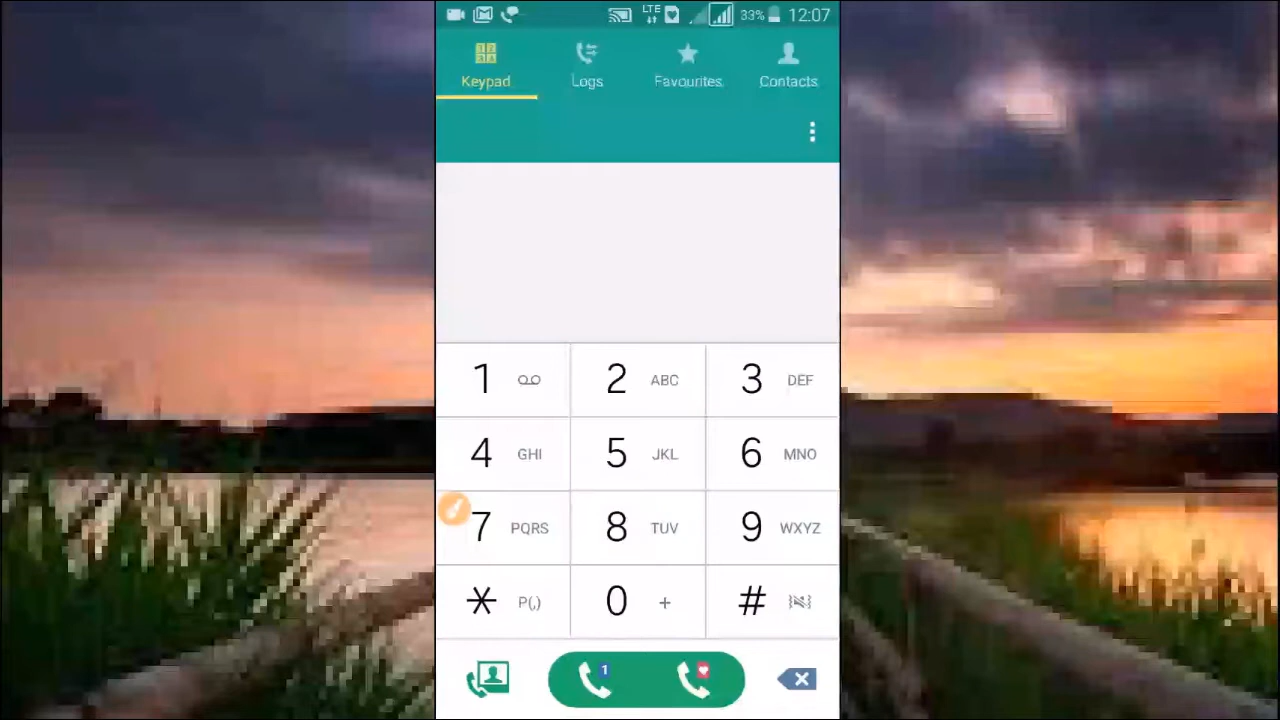 LTE 33% 12:07
Keypad Logs Favourites Contacts
1 2 ABC 3 DEF
4 GHI 5 JKL 6 MNO
7 PQRS 8 TUV 9 WXYZ
* P(,) 0 + #
1